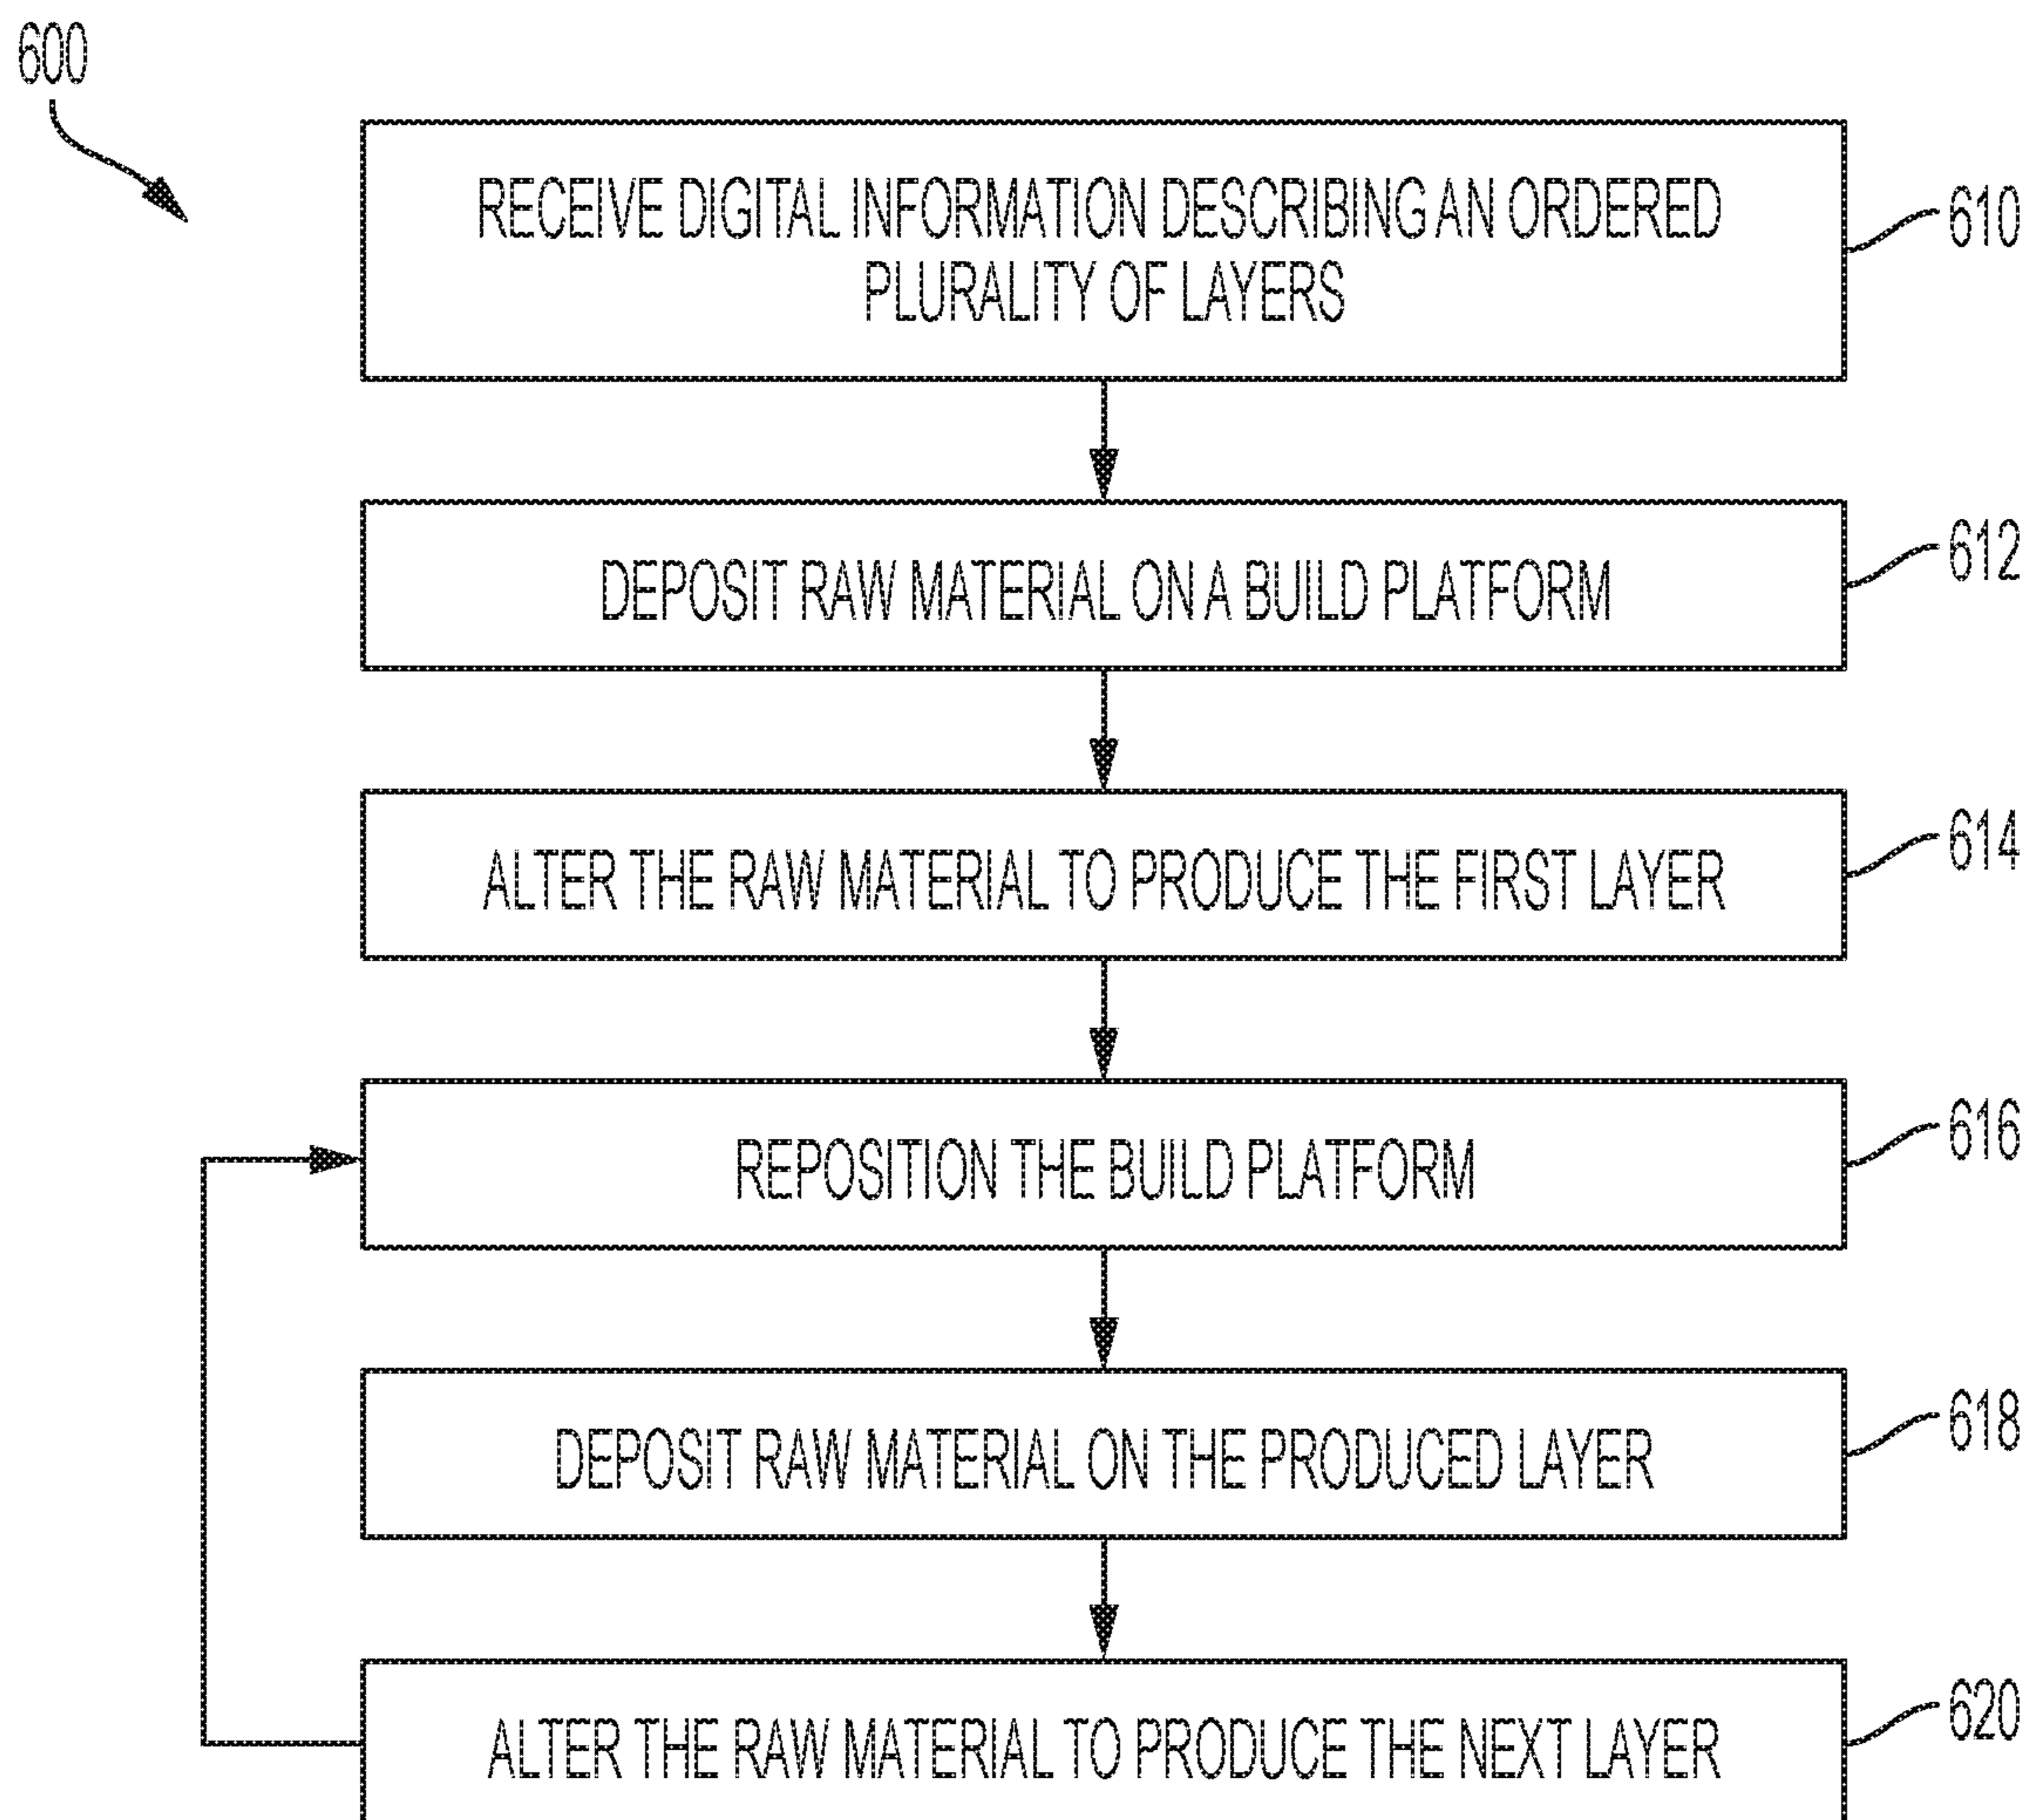 600
RECEIVE DIGITAL INFORMATION DESCRIBING AN ORDERED
PLURALITY OF LAYERS
610
DEPOSIT RAW MATERIAL ON A BUILD PLATFORM
612
ALTER THE RAW MATERIAL TO PRODUCE THE FIRST LAYER
614
REPOSITION THE BUILD PLATFORM
616
DEPOSIT RAW MATERIAL ON THE PRODUCED LAYER
618
ALTER THE RAW MATERIAL TO PRODUCE THE NEXT LAYER
620